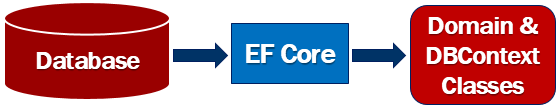 Database
EF Core
Domain &
DBContext
Classes